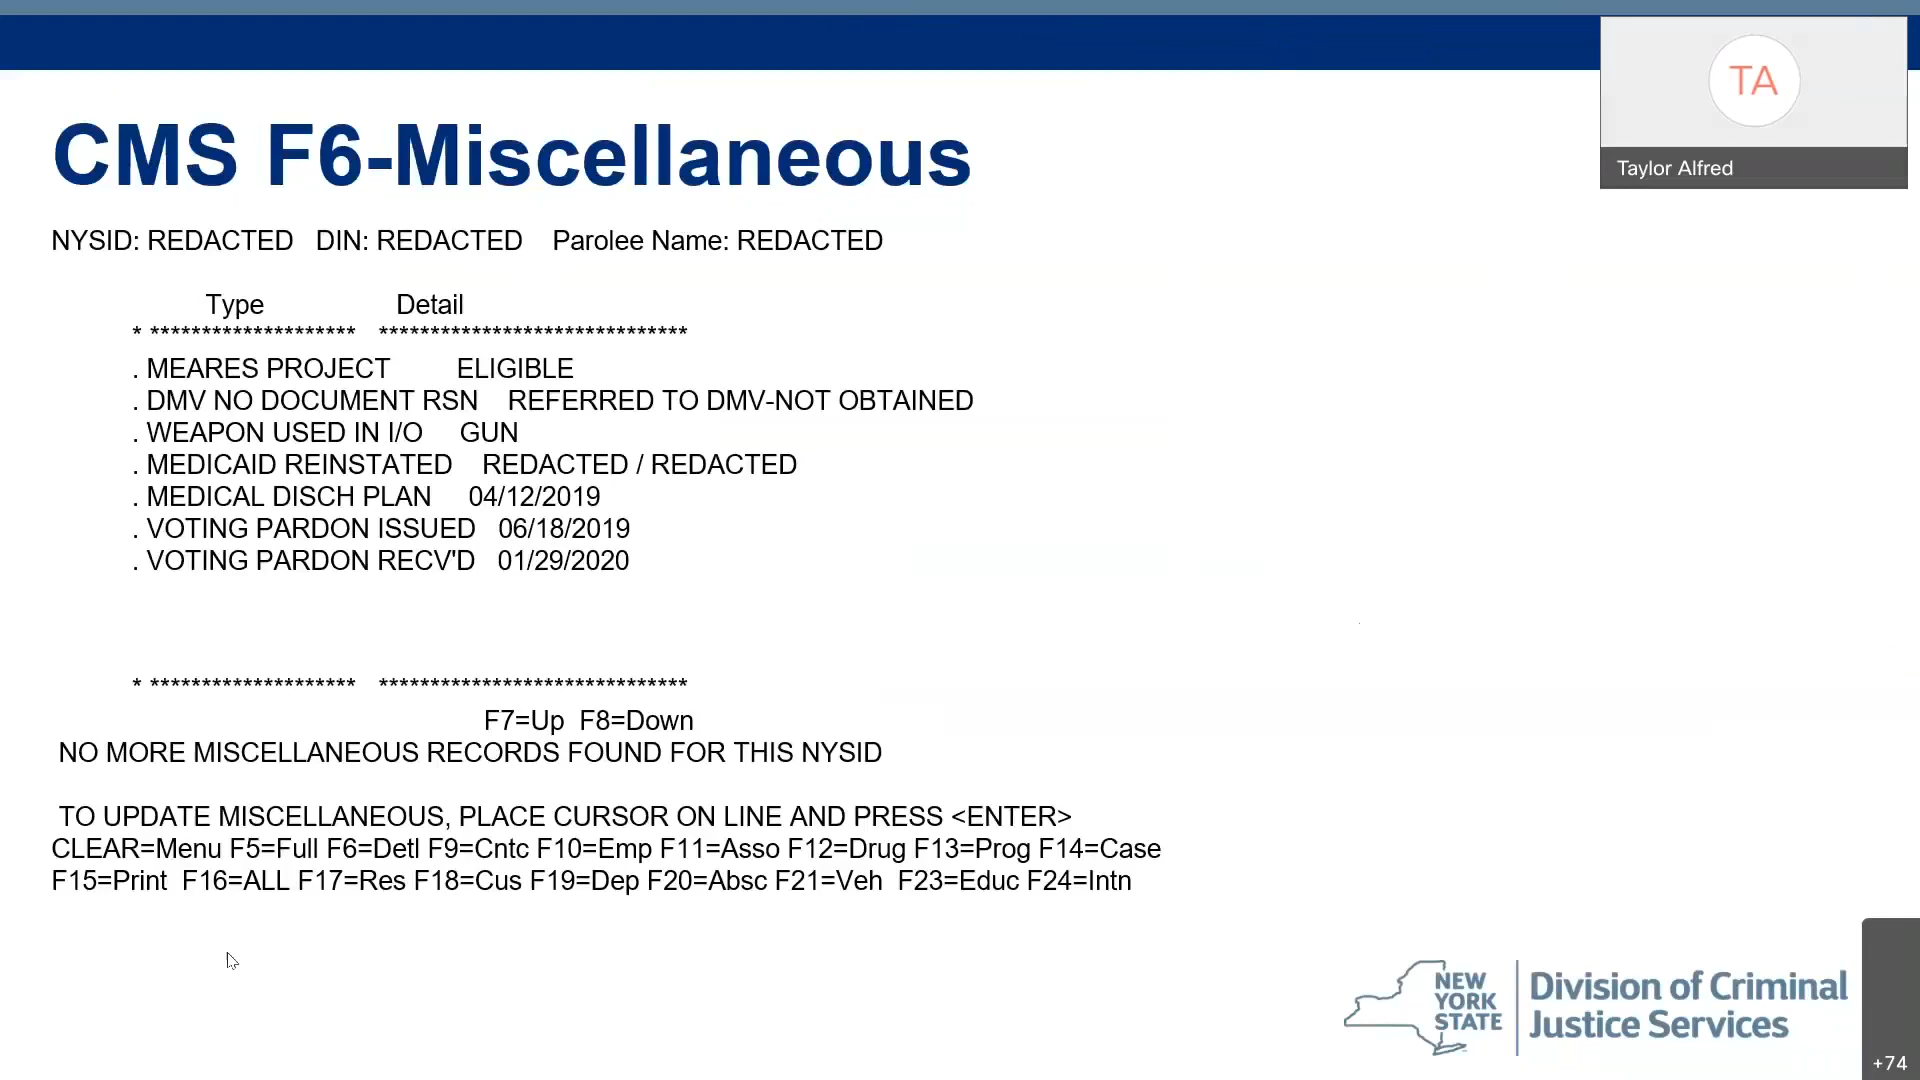 TA
Taylor Alfred
CMS F6-Miscellaneous
NYSID: REDACTED DIN: REDACTED Parolee Name: REDACTED
Type Detail
* ******************** ******************************
. MEARES PROJECT ELIGIBLE
. DMV NO DOCUMENT RSN REFERRED TO DMV-NOT OBTAINED
. WEAPON USED IN I/O GUN
. MEDICAID REINSTATED REDACTED / REDACTED
. MEDICAL DISCH PLAN 04/12/2019
. VOTING PARDON ISSUED 06/18/2019
. VOTING PARDON RECV'D 01/29/2020
* ******************** ******************************
F7=Up F8=Down
NO MORE MISCELLANEOUS RECORDS FOUND FOR THIS NYSID
TO UPDATE MISCELLANEOUS, PLACE CURSOR ON LINE AND PRESS <ENTER>
CLEAR=Menu F5=Full F6=Detl F9=Cntc F10=Emp F11=Asso F12=Drug F13=Prog F14=Case
F15=Print F16=ALL F17=Res F18=Cus F19=Dep F20=Absc F21=Veh F23=Educ F24=Intn
NEW
YORK
STATE
Division of Criminal
Justice Services
+74